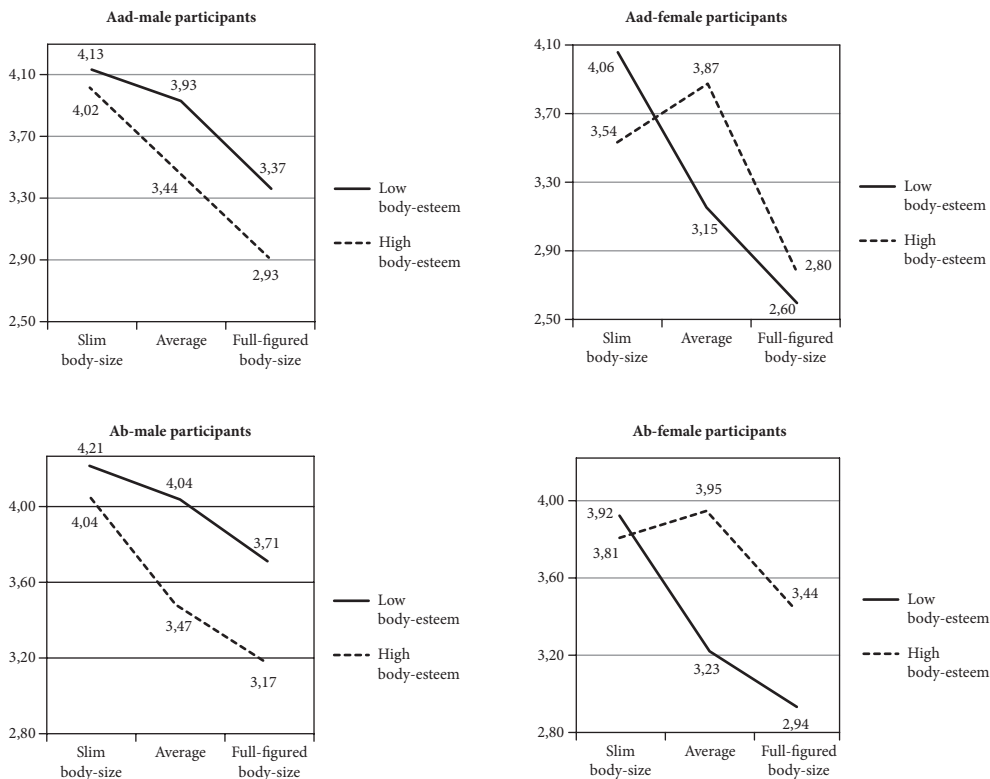 Aad-male participants
4,13
4,10
3,93
4,02
3,70
3,37
3,44
3,30
2,90
2,93
2,50
Slim
body-size
Average
Full-figured
body-size
Low
body-esteem
High
body-esteem
Aad-female participants
4,10
4,06
3,87
3,70
3,54
3,30
3,15
2,90
2,80
2,60
2,50
Slim
body-size
Average
Full-figured
body-size
Low
body-esteem
High
body-esteem
Ab-male participants
4,21
4,04
4,00
4,04
3,71
3,60
3,47
3,20
3,17
2,80
Slim
body-size
Average
Full-figured
body-size
Low
body-esteem
High
body-esteem
Ab-female participants
4,00
3,95
3,92
3,81
3,60
3,44
3,20
3,23
2,94
2,80
Slim
body-size
Average
Full-figured
body-size
Low
body-esteem
High
body-esteem